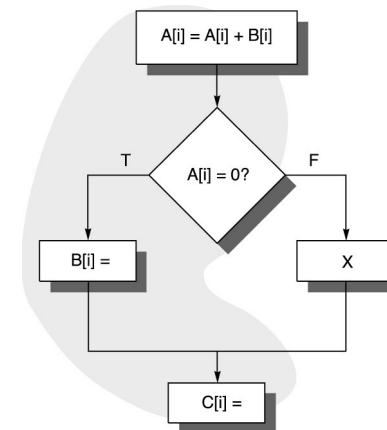 A[i] = A[i] + B[i]
T
A[i] = 0?
F
B[i] =
X
C[i] =